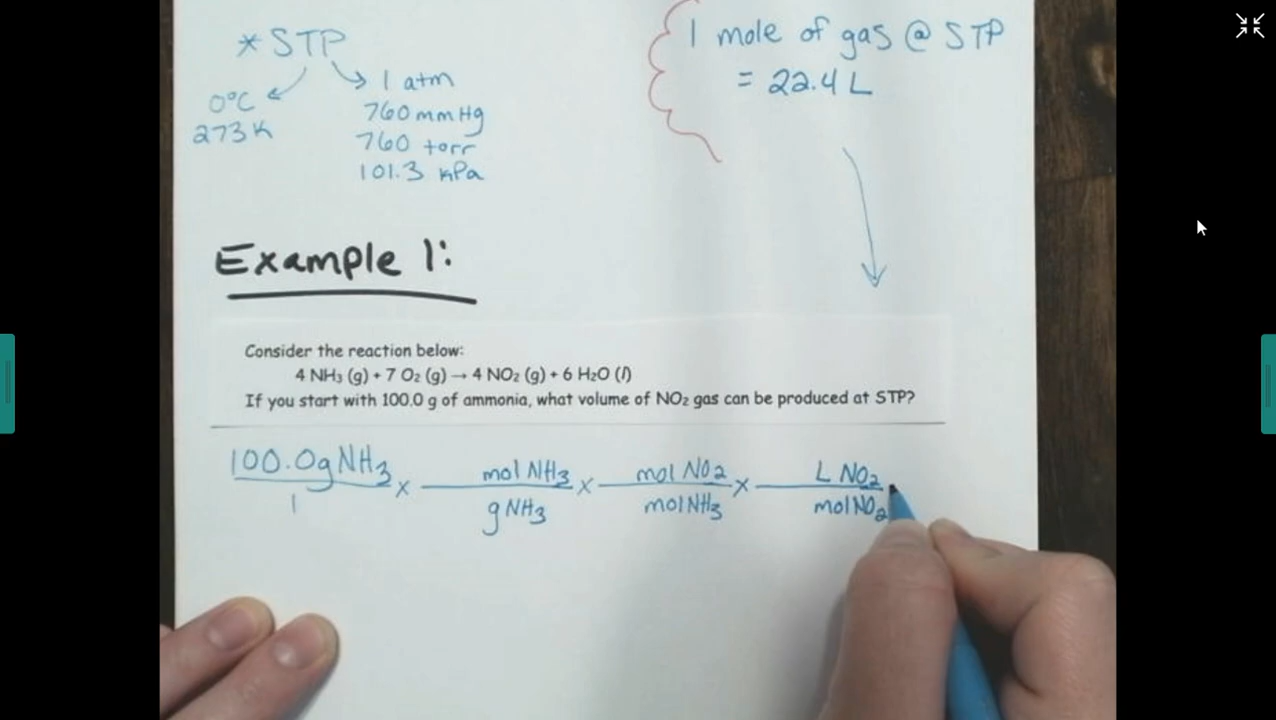 * STP
0°C
273 K
1 atm
760 mm Hg
760 torr
101.3 kPa
1 mole of gas @ STP
= 22.4 L
Example 1:
Consider the reaction below:
4 NH₃ (g) + 7 O₂ (g) → 4 NO₂ (g) + 6 H₂O (l)
If you start with 100.0 g of ammonia, what volume of NO₂ gas can be produced at STP?
100.0g NH₃ x mol NH₃ x mol NO₂ x L NO₂
1 g NH₃ mol NH₃ mol NO₂